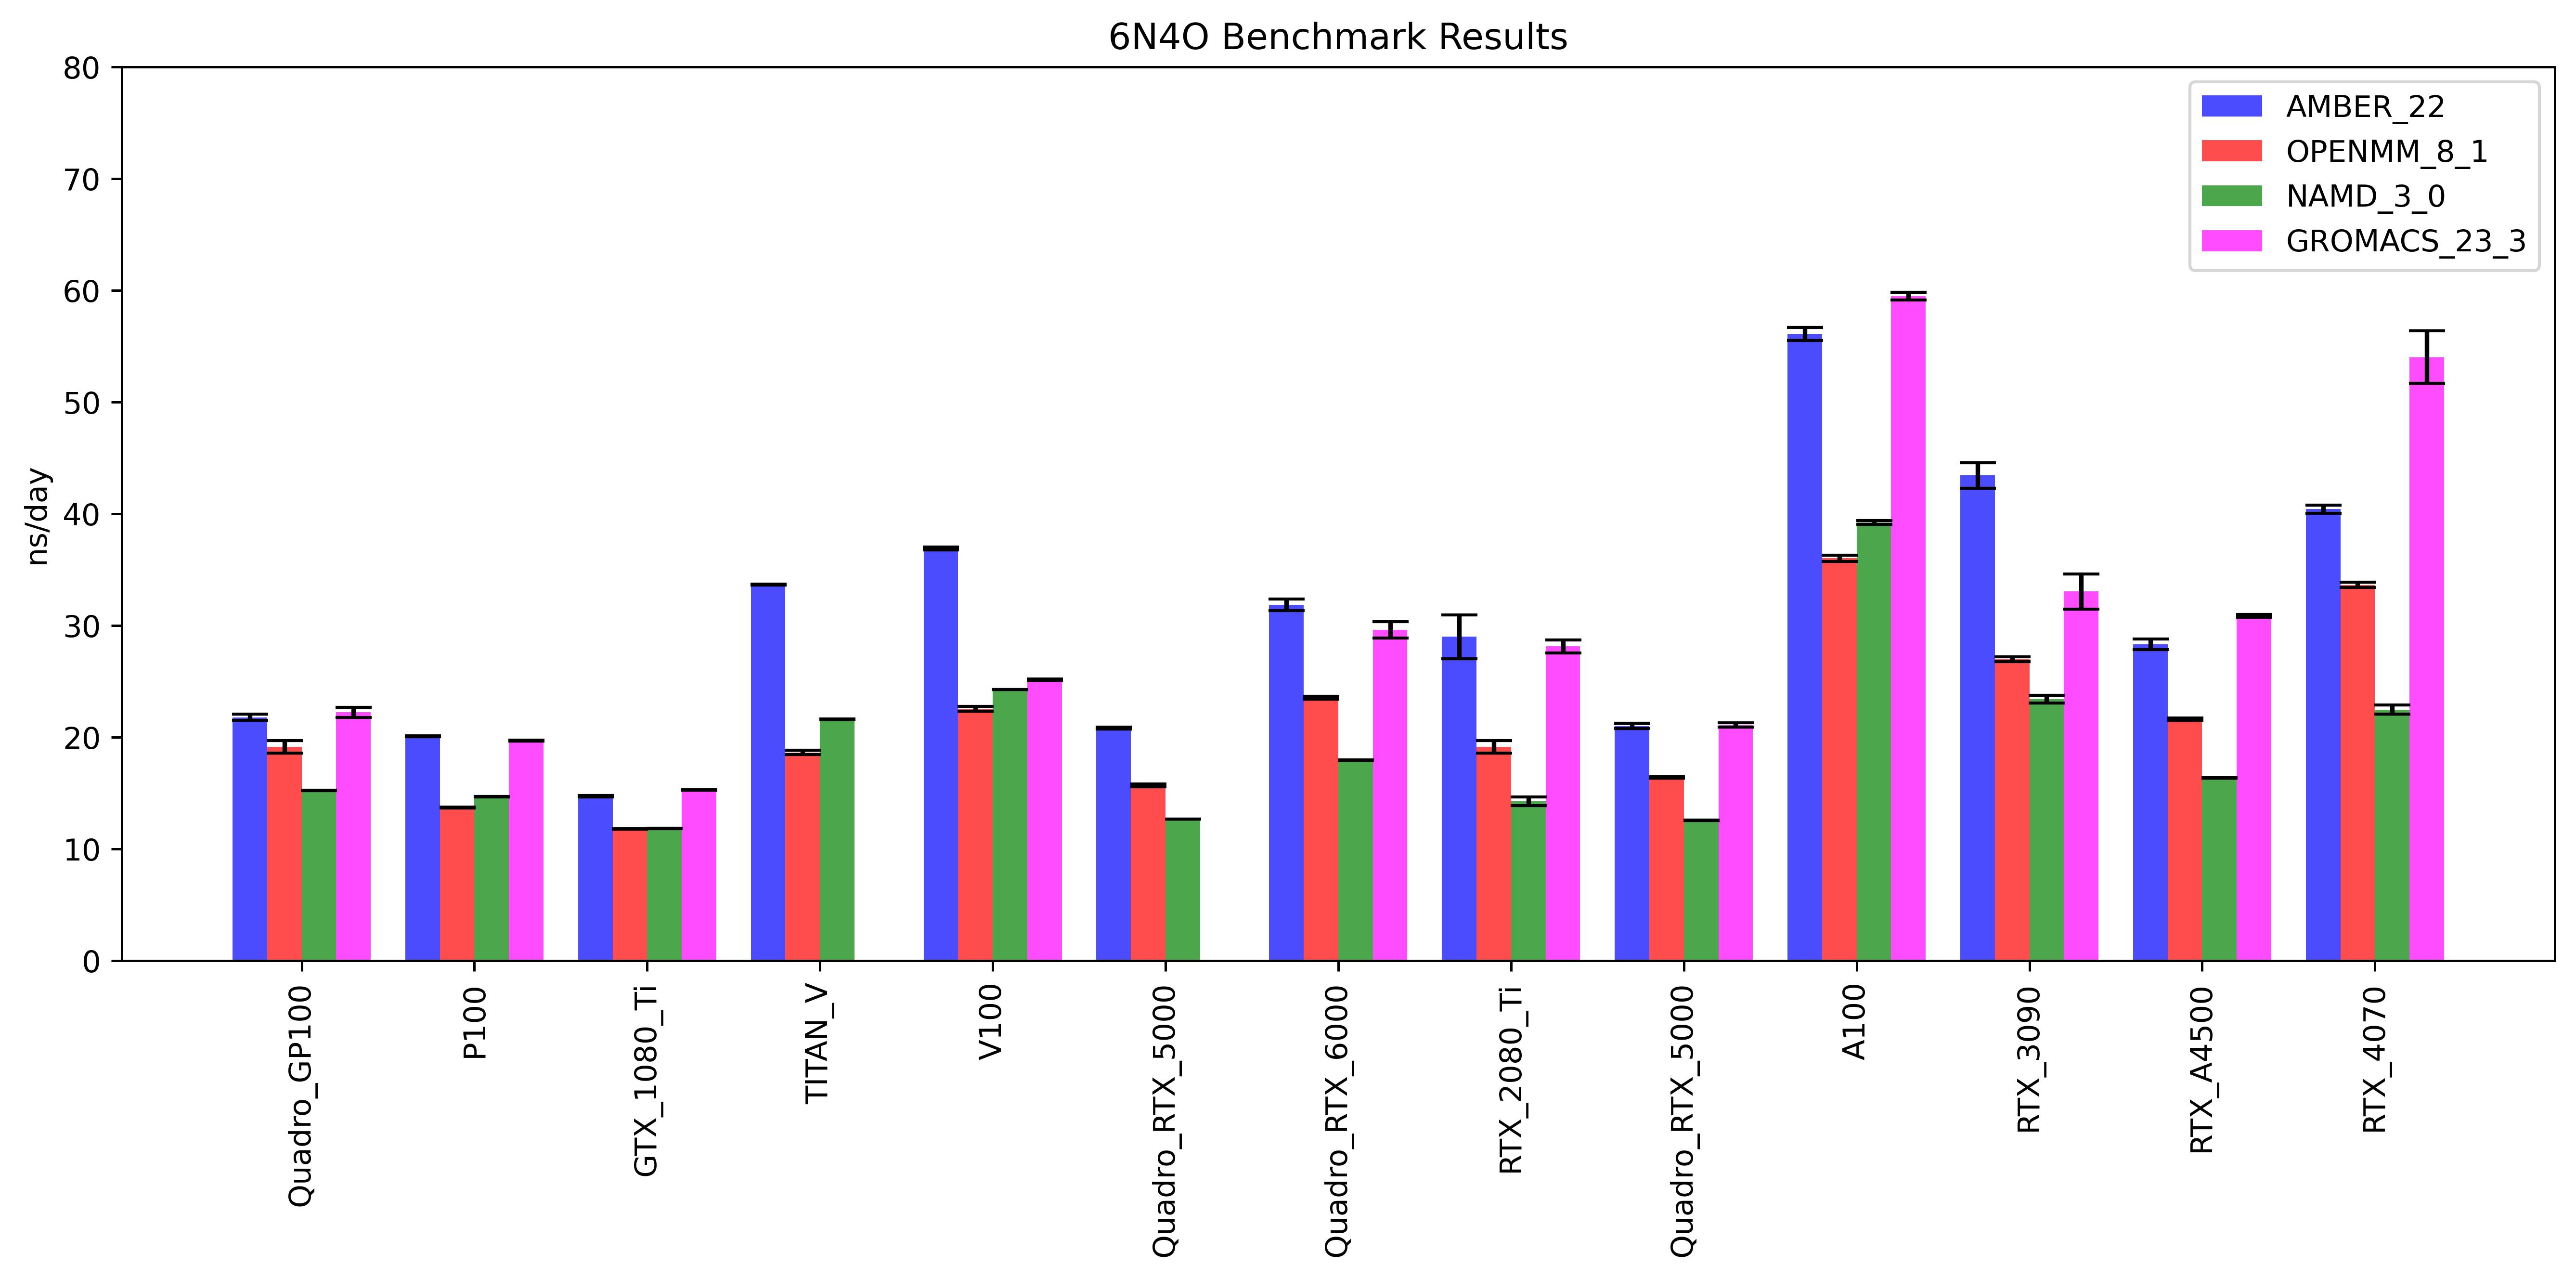 6N4O Benchmark Results
80
70
60
50
40
30
20
10
0
ns/day
AMBER_22
OPENMM_8_1
NAMD_3_0
GROMACS_23_3
Quadro_GP100
P100
GTX_1080_Ti
TITAN_V
V100
Quadro_RTX_5000
Quadro_RTX_6000
RTX_2080_Ti
Quadro_RTX_5000
A100
RTX_3090
RTX_A4500
RTX_4070